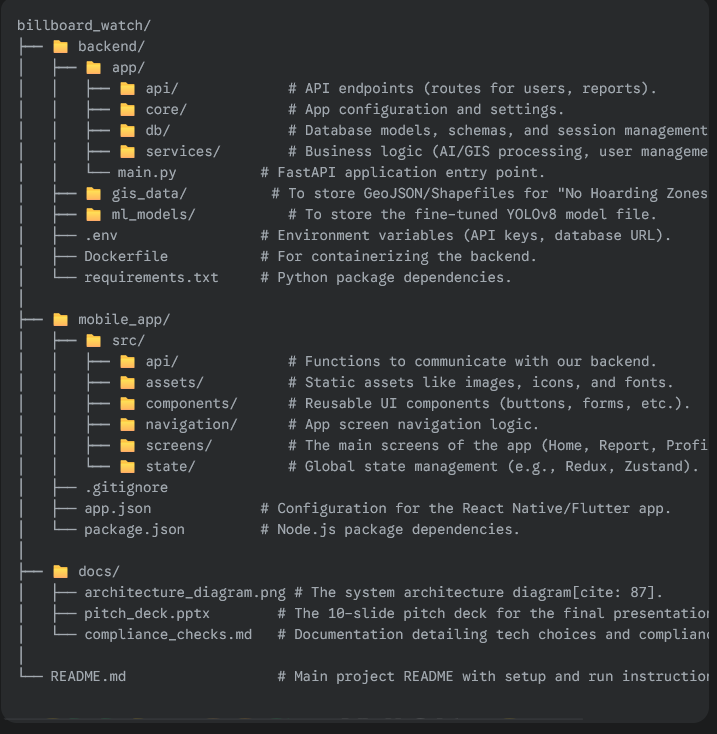 billboard_watch/
├── 📁 backend/
│   ├── 📁 app/
│   │   ├── 📁 api/             # API endpoints (routes for users, reports).
│   │   ├── 📁 core/            # App configuration and settings.
│   │   ├── 📁 db/              # Database models, schemas, and session management
│   │   ├── 📁 services/        # Business logic (AI/GIS processing, user manageme
│   │   └── main.py          # FastAPI application entry point.
│   ├── 📁 gis_data/          # To store GeoJSON/Shapefiles for "No Hoarding Zones
│   ├── 📁 ml_models/           # To store the fine-tuned YOLOv8 model file.
│   ├── .env                 # Environment variables (API keys, database URL).
│   ├── Dockerfile           # For containerizing the backend.
│   └── requirements.txt     # Python package dependencies.
│
├── 📁 mobile_app/
│   ├── 📁 src/
│   │   ├── 📁 api/             # Functions to communicate with our backend.
│   │   ├── 📁 assets/          # Static assets like images, icons, and fonts.
│   │   ├── 📁 components/      # Reusable UI components (buttons, forms, etc.).
│   │   ├── 📁 navigation/      # App screen navigation logic.
│   │   ├── 📁 screens/         # The main screens of the app (Home, Report, Profi
│   │   └── 📁 state/           # Global state management (e.g., Redux, Zustand).
│   ├── .gitignore
│   ├── app.json             # Configuration for the React Native/Flutter app.
│   └── package.json         # Node.js package dependencies.
│
├── 📁 docs/
│   ├── architecture_diagram.png # The system architecture diagram[cite: 87].
│   ├── pitch_deck.pptx        # The 10-slide pitch deck for the final presentation
│   └── compliance_checks.md   # Documentation detailing tech choices and complianc
│
└── README.md                  # Main project README with setup and run instruction